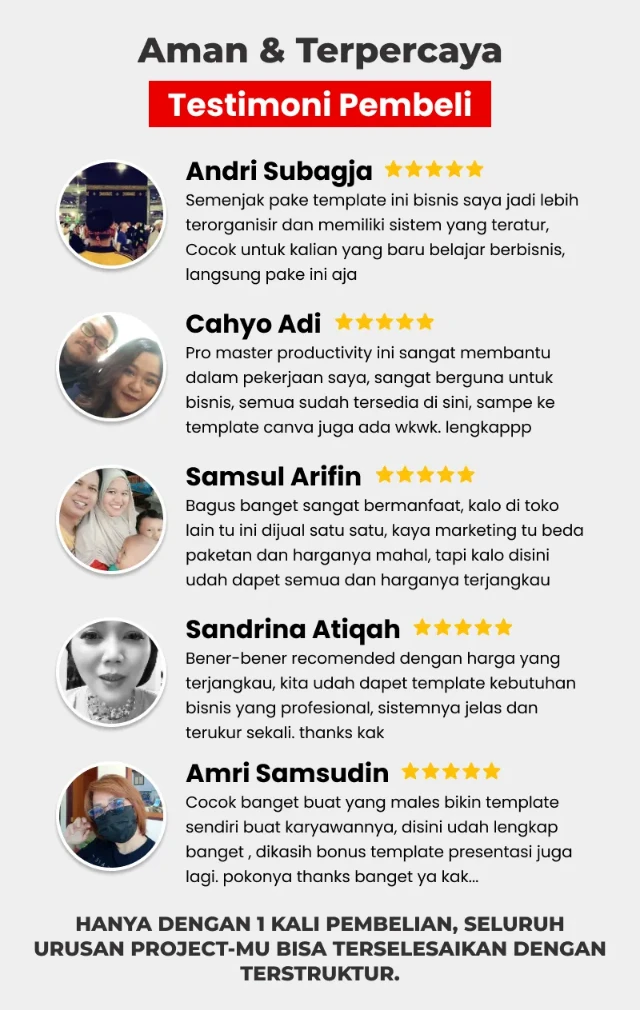 Aman & Terpercaya
Testimoni Pembeli
Andri Subagja
Semenjak pake template ini bisnis saya jadi lebih
terorganisir dan memiliki sistem yang teratur,
Cocok untuk kalian yang baru belajar berbisnis,
langsung pake ini aja
Cahyo Adi
Pro master productivity ini sangat membantu
dalam pekerjaan saya, sangat berguna untuk
bisnis, semua sudah tersedia di sini, sampe ke
template canva juga ada wkwk. lengkappp
Samsul Arifin
Bagus banget sangat bermanfaat, kalo di toko
lain tu ini dijual satu satu, kaya marketing tu beda
paketan dan harganya mahal, tapi kalo disini
udah dapet semua dan harganya terjangkau
Sandrina Atiqah
Bener-bener recomended dengan harga yang
terjangkau, kita udah dapet template kebutuhan
bisnis yang profesional, sistemnya jelas dan
terukur sekali. thanks kak
Amri Samsudin
Cocok banget buat yang males bikin template
sendiri buat karyawannya, disini udah lengkap
banget , dikasih bonus template presentasi juga
lagi. pokonya thanks banget ya kak...
HANYA DENGAN 1 KALI PEMBELIAN, SELURUH
URUSAN PROJECT-MU BISA TERSELESAIKAN DENGAN
TERSTRUKTUR.